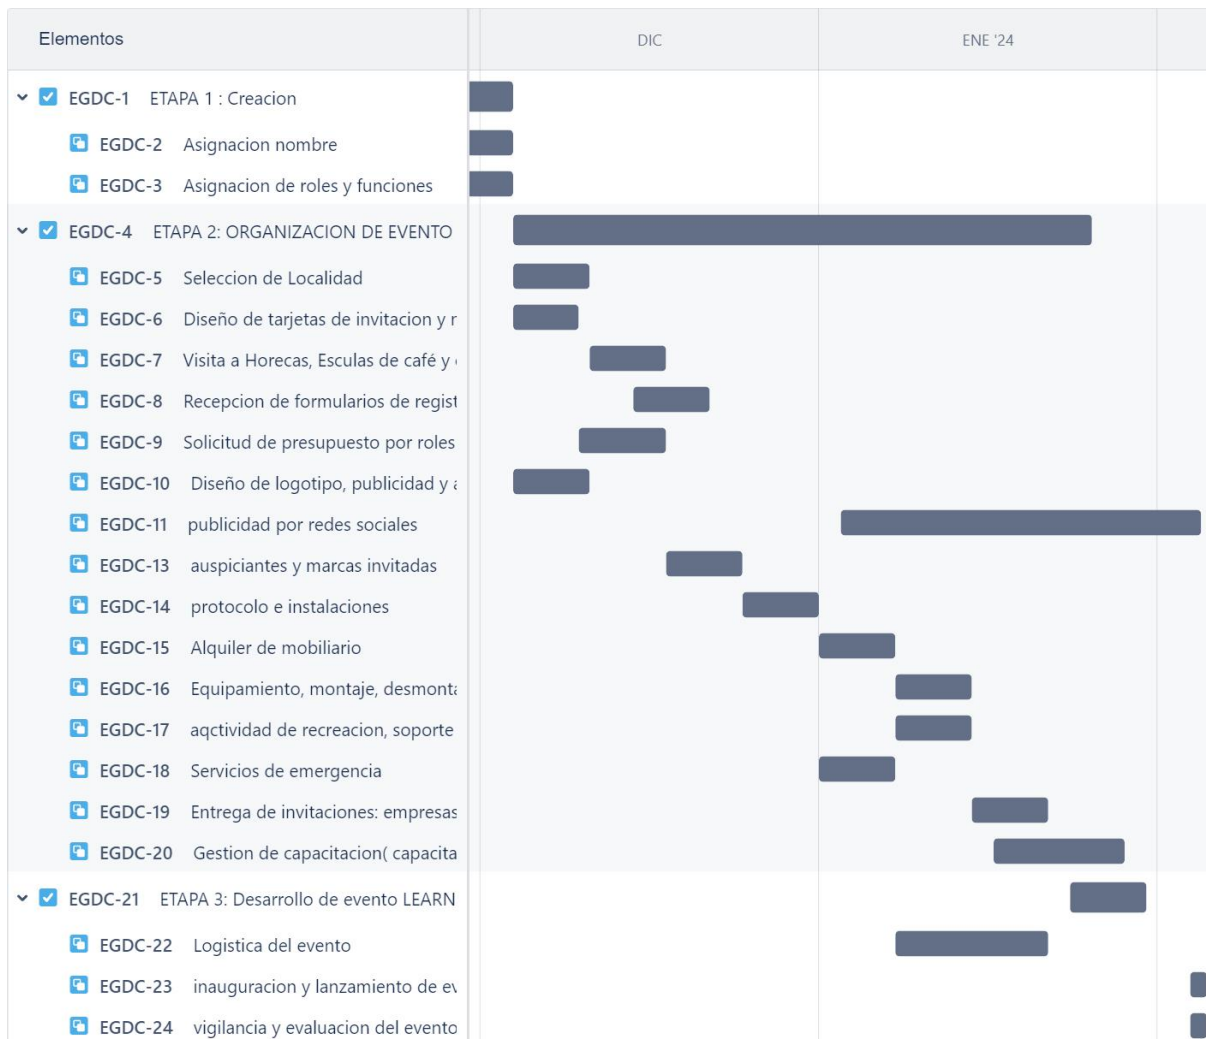 Elementos DIC ENE '24
EGDC-1 ETAPA 1 : Creacion
EGDC-2 Asignacion nombre
EGDC-3 Asignacion de roles y funciones
EGDC-4 ETAPA 2: ORGANIZACION DE EVENTO
EGDC-5 Seleccion de Localidad
EGDC-6 Diseño de tarjetas de invitacion y
EGDC-7 Visita a Horecas, Esculas de café y
EGDC-8 Recepcion de formularios de regist
EGDC-9 Solicitud de presupuesto por roles
EGDC-10 Diseño de logotipo, publicidad y
EGDC-11 publicidad por redes sociales
EGDC-13 auspiciantes y marcas invitadas
EGDC-14 protocolo e instalaciones
EGDC-15 Alquiler de mobiliario
EGDC-16 Equipamiento, montaje, desmonta
EGDC-17 aqctividad de recreacion, soporte
EGDC-18 Servicios de emergencia
EGDC-19 Entrega de invitaciones: empresas
EGDC-20 Gestion de capacitacion( capacita
EGDC-21 ETAPA 3: Desarrollo de evento LEARN
EGDC-22 Logistica del evento
EGDC-23 inauguracion y lanzamiento de ev
EGDC-24 vigilancia y evaluacion del evento